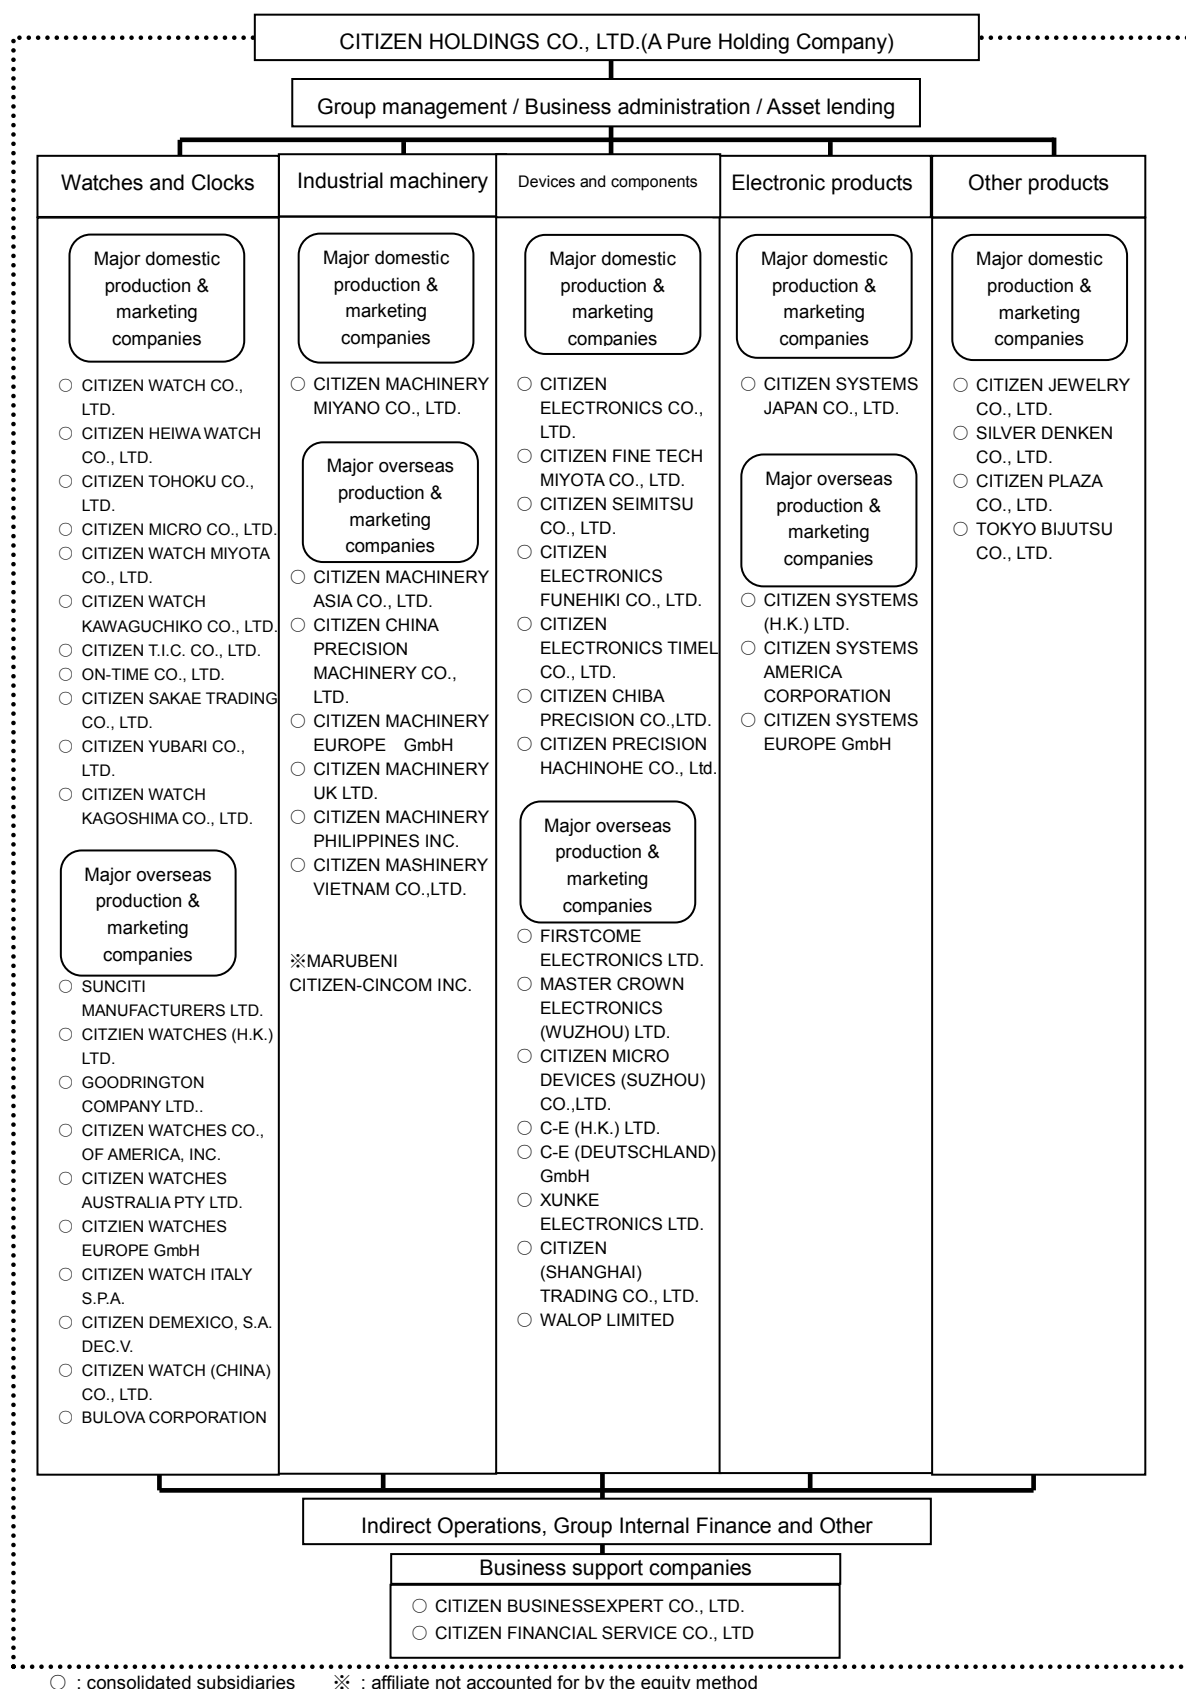 CITIZEN HOLDINGS CO., LTD.(A Pure Holding Company)
Group management / Business administration / Asset lending
Watches and Clocks
Major domestic
production &
marketing
companies
○ CITIZEN WATCH CO.,
LTD.
○ CITIZEN HEIWA WATCH
CO., LTD.
○ CITIZEN TOHOKU CO.,
LTD.
○ CITIZEN MICRO CO., LTD.
○ CITIZEN WATCH MIYOTA
CO., LTD.
○ CITIZEN WATCH
KAWAGUCHIKO CO., LTD.
○ CITIZEN T.I.C. CO., LTD.
○ ON-TIME CO., LTD.
○ CITIZEN SAKAE TRADING
CO., LTD.
○ CITIZEN YUBARI CO.,
LTD.
○ CITIZEN WATCH
KAGOSHIMA CO., LTD.
Major overseas
production &
marketing
companies
○ SUNCITI
MANUFACTURERS LTD.
○ CITZIEN WATCHES (H.K.)
LTD.
○ GOODRINGTON
COMPANY LTD..
○ CITIZEN WATCHES CO.,
OF AMERICA, INC.
○ CITIZEN WATCHES
AUSTRALIA PTY LTD.
○ CITZIEN WATCHES
EUROPE GmbH
○ CITIZEN WATCH ITALY
S.P.A.
○ CITIZEN DEMEXICO, S.A.
DEC.V.
○ CITIZEN WATCH (CHINA)
CO., LTD.
○ BULOVA CORPORATION
Industrial machinery
Major domestic
production &
marketing
companies
○ CITIZEN MACHINERY
MIYANO CO., LTD.
Major overseas
production &
marketing
companies
○ CITIZEN MACHINERY
ASIA CO., LTD.
○ CITIZEN CHINA
PRECISION
MACHINERY CO.,
LTD.
○ CITIZEN MACHINERY
EUROPE GmbH
○ CITIZEN MACHINERY
UK LTD.
○ CITIZEN MACHINERY
PHILIPPINES INC.
○ CITIZEN MASHINERY
VIETNAM CO.,LTD.
※MARUBENI
CITIZEN-CINCOM INC.
Devices and components
Major domestic
production &
marketing
companies
○ CITIZEN
ELECTRONICS CO.,
LTD.
○ CITIZEN FINE TECH
MIYOTA CO., LTD.
○ CITIZEN SEIMITSU
CO., LTD.
○ CITIZEN
ELECTRONICS
FUNEHIKI CO., LTD.
○ CITIZEN
ELECTRONICS TIMEL
CO., LTD.
○ CITIZEN CHIBA
PRECISION CO.,LTD.
○ CITIZEN PRECISION
HACHINOHE CO., Ltd.
Major overseas
production &
marketing
companies
○ FIRSTCOME
ELECTRONICS LTD.
○ MASTER CROWN
ELECTRONICS
(WUZHOU) LTD.
○ CITIZEN MICRO
DEVICES (SUZHOU)
CO.,LTD.
○ C-E (H.K.) LTD.
○ C-E (DEUTSCHLAND)
GmbH
○ XUNKE
ELECTRONICS LTD.
○ CITIZEN
(SHANGHAI)
TRADING CO., LTD.
○ WALOP LIMITED
Electronic products
Major domestic
production &
marketing
companies
○ CITIZEN SYSTEMS
JAPAN CO., LTD.
Major overseas
production &
marketing
companies
○ CITIZEN SYSTEMS
(H.K.) LTD.
○ CITIZEN SYSTEMS
AMERICA
CORPORATION
○ CITIZEN SYSTEMS
EUROPE GmbH
Other products
Major domestic
production &
marketing
companies
○ CITIZEN JEWELRY
CO., LTD.
○ SILVER DENKEN
CO., LTD.
○ CITIZEN PLAZA
CO., LTD.
○ TOKYO BIJUTSU
CO., LTD.
Indirect Operations, Group Internal Finance and Other
Business support companies
○ CITIZEN BUSINESSEXPERT CO., LTD.
○ CITIZEN FINANCIAL SERVICE CO., LTD
○ : consolidated subsidiaries ※ : affiliate not accounted for by the equity method